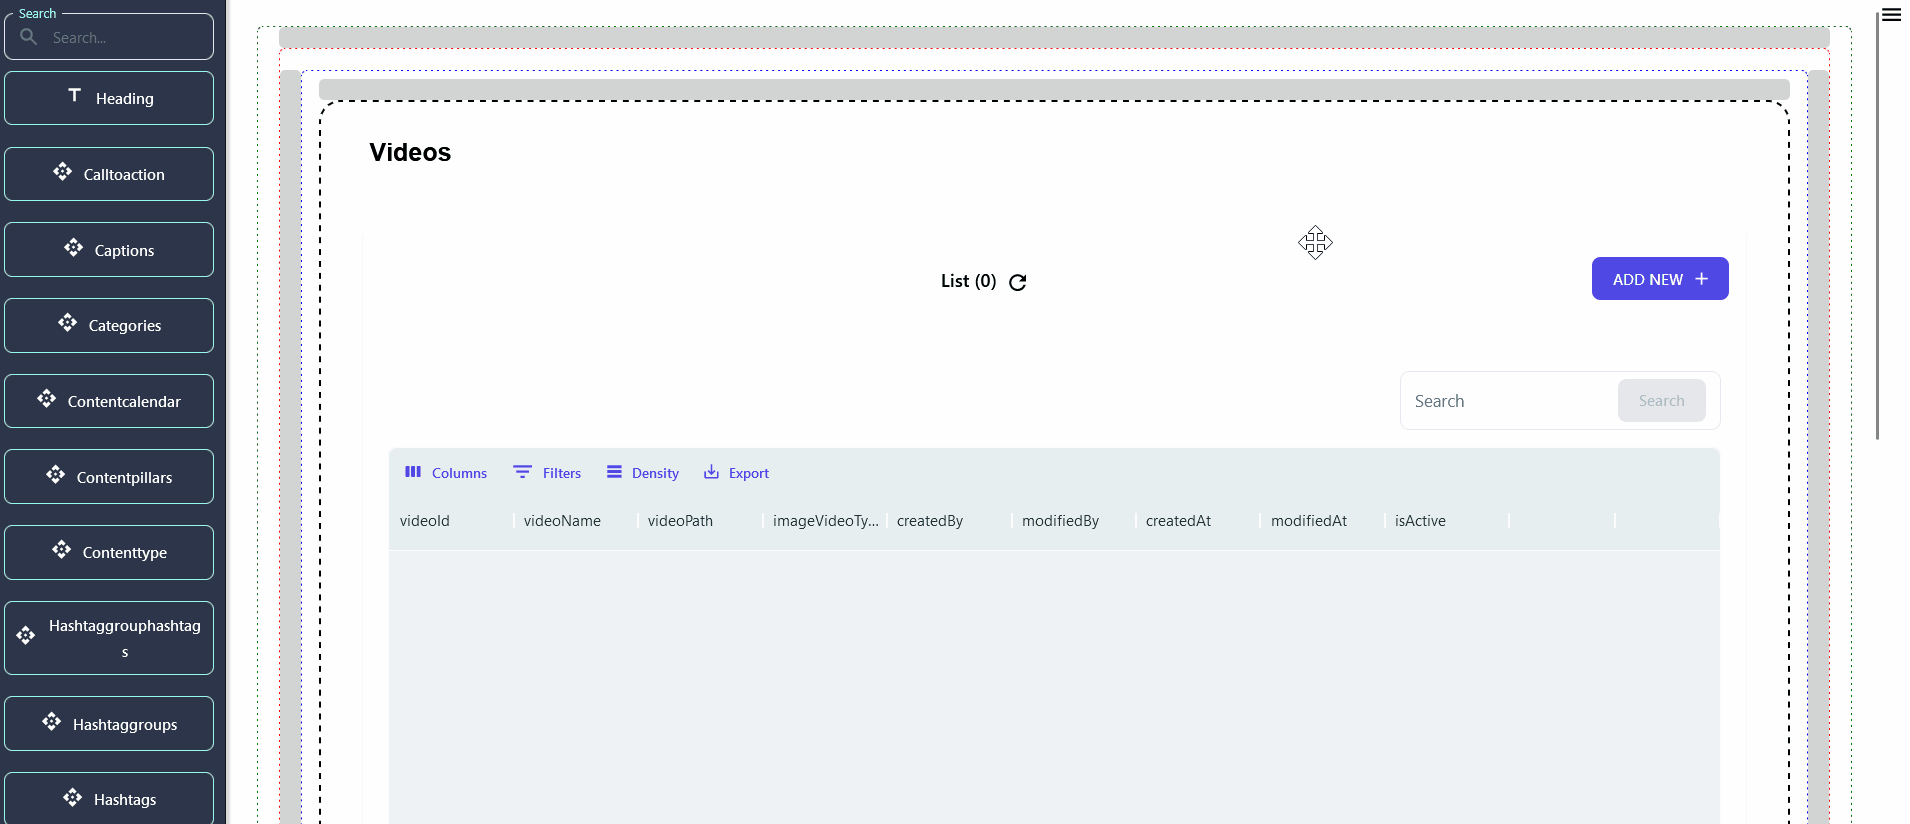 Search
Search...
Heading
Calltoaction
Captions
Categories
Contentcalendar
Contentpillars
Contenttype
Hashtaggrouphashtag
s
Hashtaggroups
Hashtags
Videos
List (0)
ADD NEW +
Search Search
Columns Filters Density Export
videoId videoName videoPath imageVideoTy... createdBy modifiedBy createdAt modifiedAt isActive